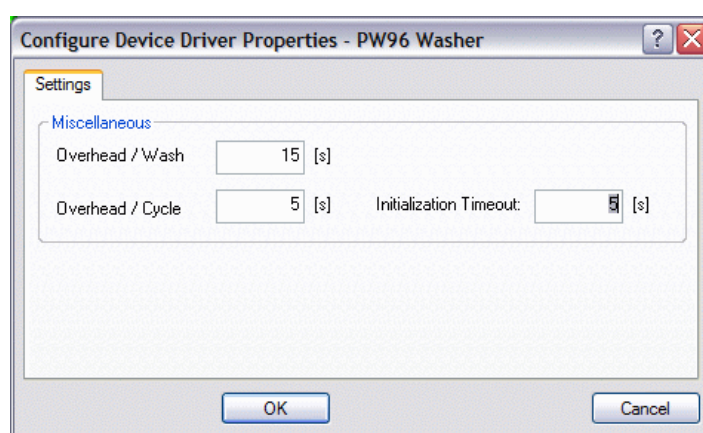 Configure Device Driver Properties - PW96 Washer
Settings
Miscellaneous
Overhead / Wash 15 [s]
Overhead / Cycle 5 [s] Initialization Timeout: 5 [s]
OK Cancel